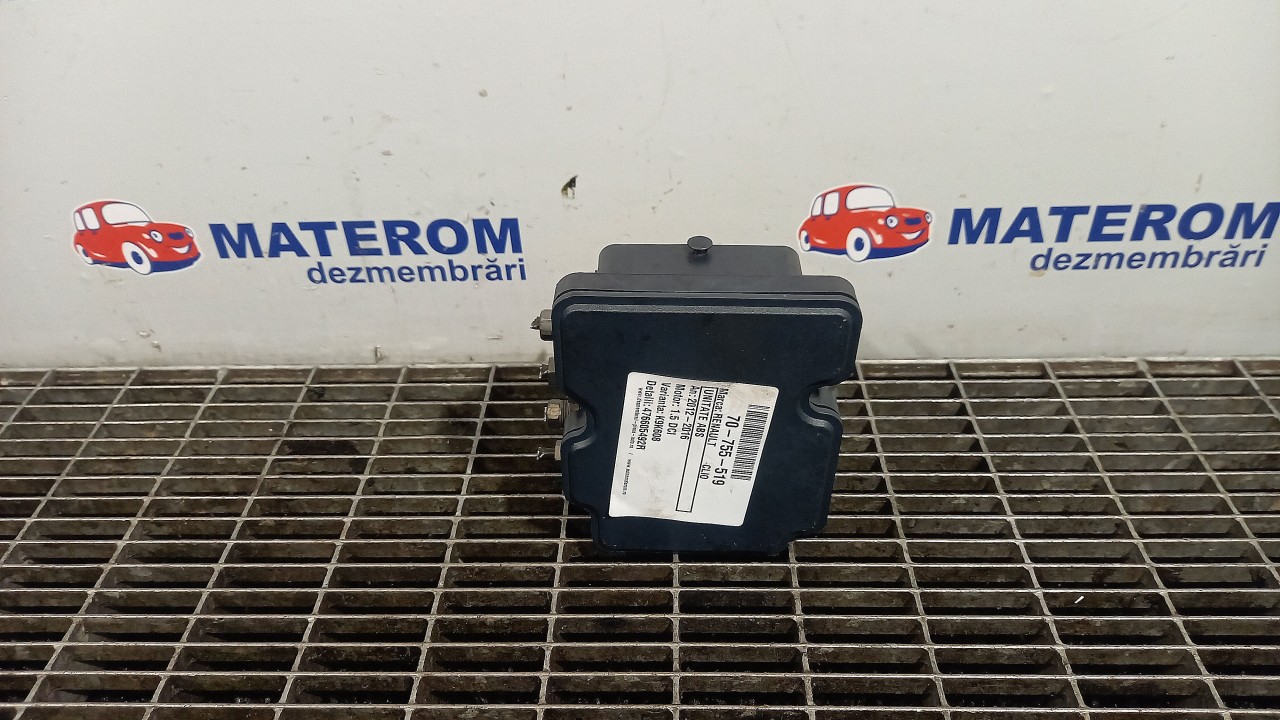 MATEROM
dezmembrări
MATEROM
dezmembrări
70-755-519
Marca: RENAULT CLIO
UNITATE ABS
An: 2012-2016
Motor: 1.5 DCI
Varianta: K9K608
Detalii: 476605492R